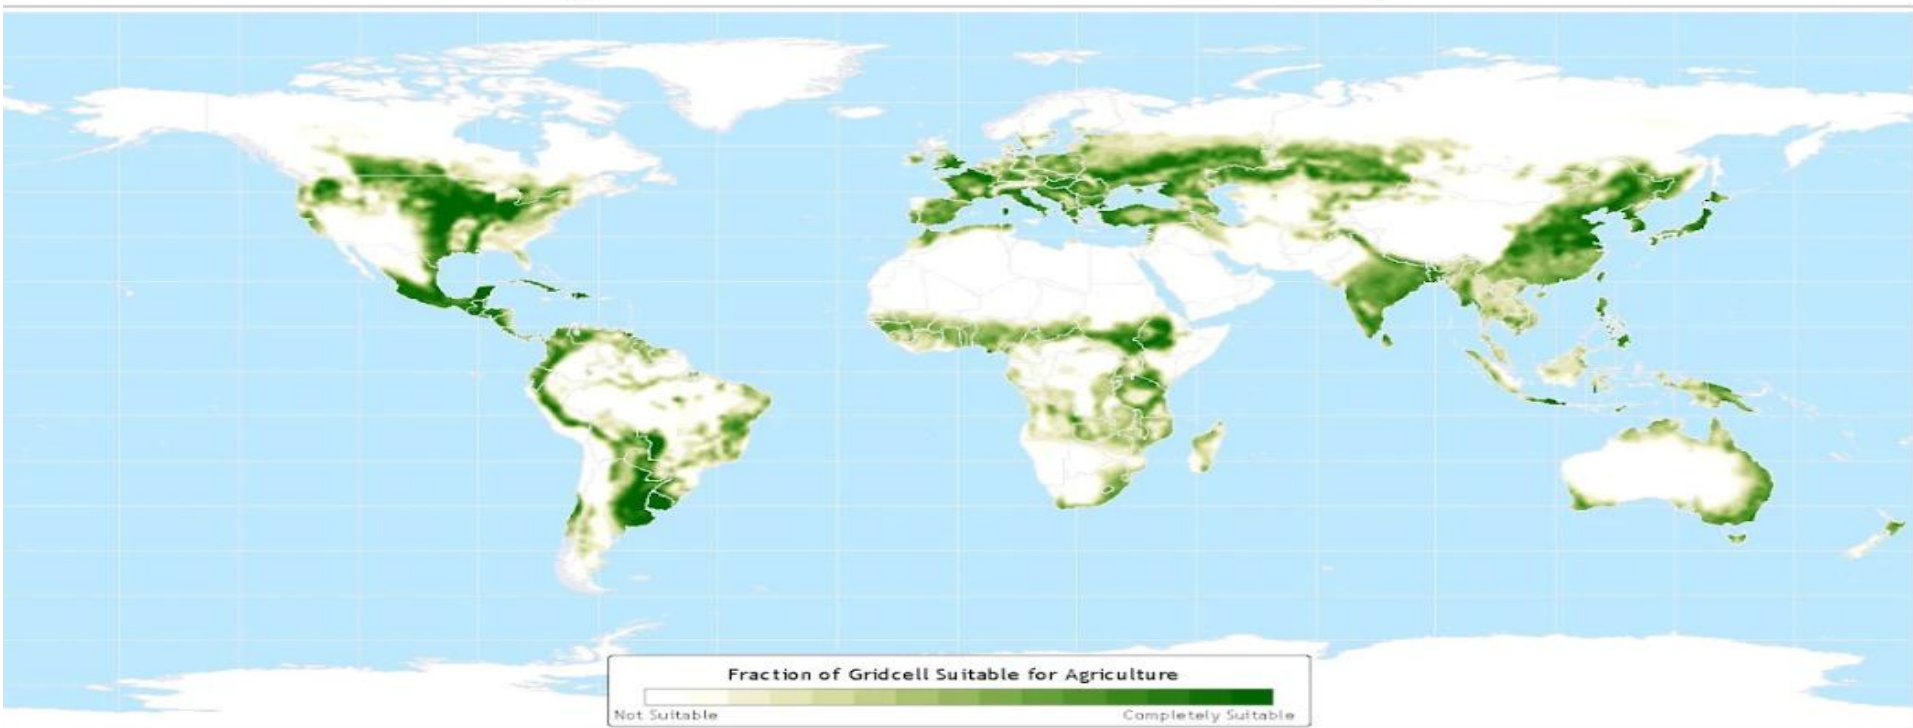 Fraction of Gridcell Suitable for Agriculture
Not Suitable
Completely Suitable